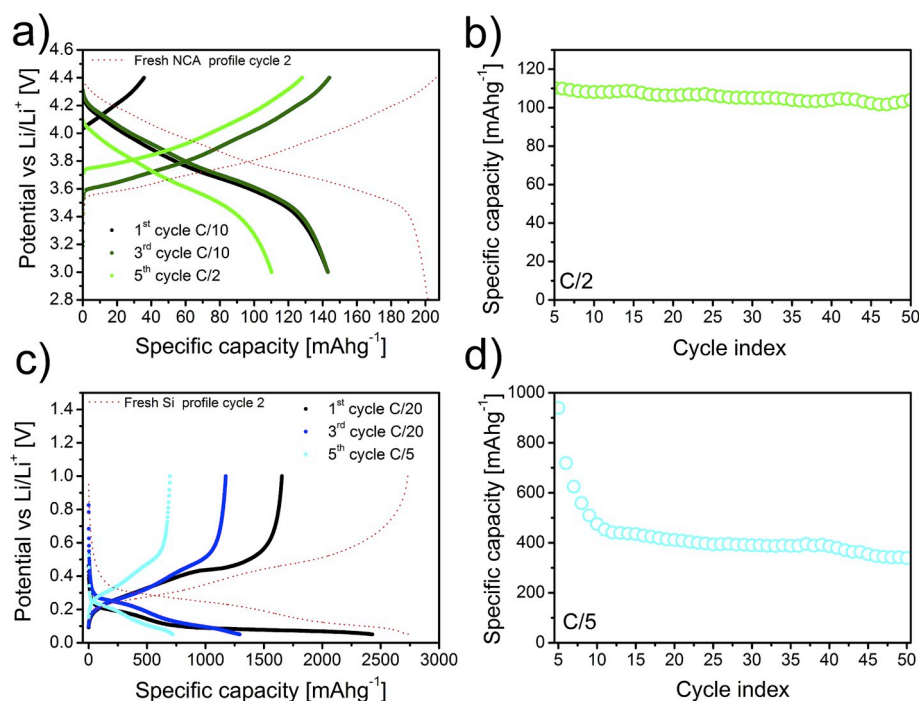 a)
Fresh NCA profile cycle 2
4.6
4.4
4.2
4.0
3.8
3.6
3.4
3.2
3.0
2.8
Potential vs Li/Li⁺ [V]
1st cycle C/10
3rd cycle C/10
5th cycle C/2
0 20 40 60 80 100 120 140 160 180 200
Specific capacity [mAhg⁻¹]
b)
120
100
80
60
40
20
0
Specific capacity [mAhg⁻¹]
C/2
5 10 15 20 25 30 35 40 45 50
Cycle index
c)
Fresh Si profile cycle 2
1.4
1.2
1.0
0.8
0.6
0.4
0.2
0.0
Potential vs Li/Li⁺ [V]
1st cycle C/20
3rd cycle C/20
5th cycle C/5
0 500 1000 1500 2000 2500 3000
Specific capacity [mAhg⁻¹]
d)
1000
800
600
400
200
0
Specific capacity [mAhg⁻¹]
C/5
5 10 15 20 25 30 35 40 45 50
Cycle index